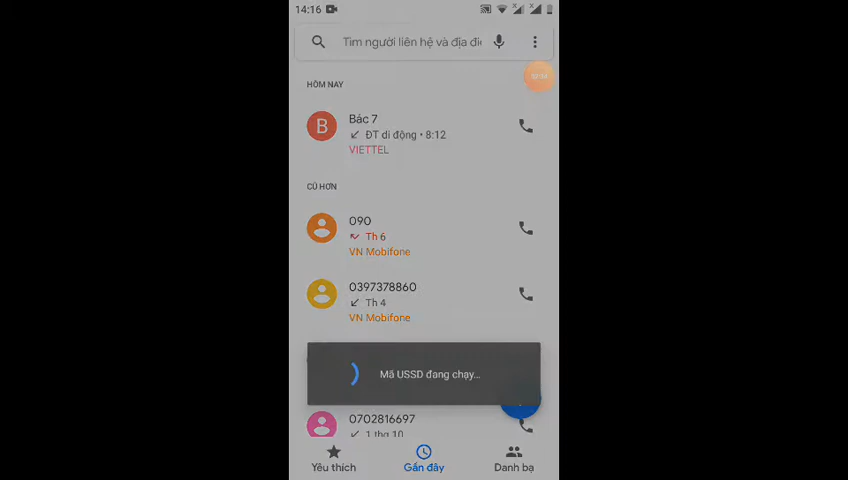 14:16
Tìm người liên hệ và địa điể
HÔM NAY
B
Bác 7
ĐT di động • 8:12
VIETTEL
CŨ HƠN
090
Th 6
VN Mobifone
0397378860
Th 4
VN Mobifone
Mã USSD đang chạy...
0702816697
1 thg 10
Yêu thích
Gần đây
Danh bạ